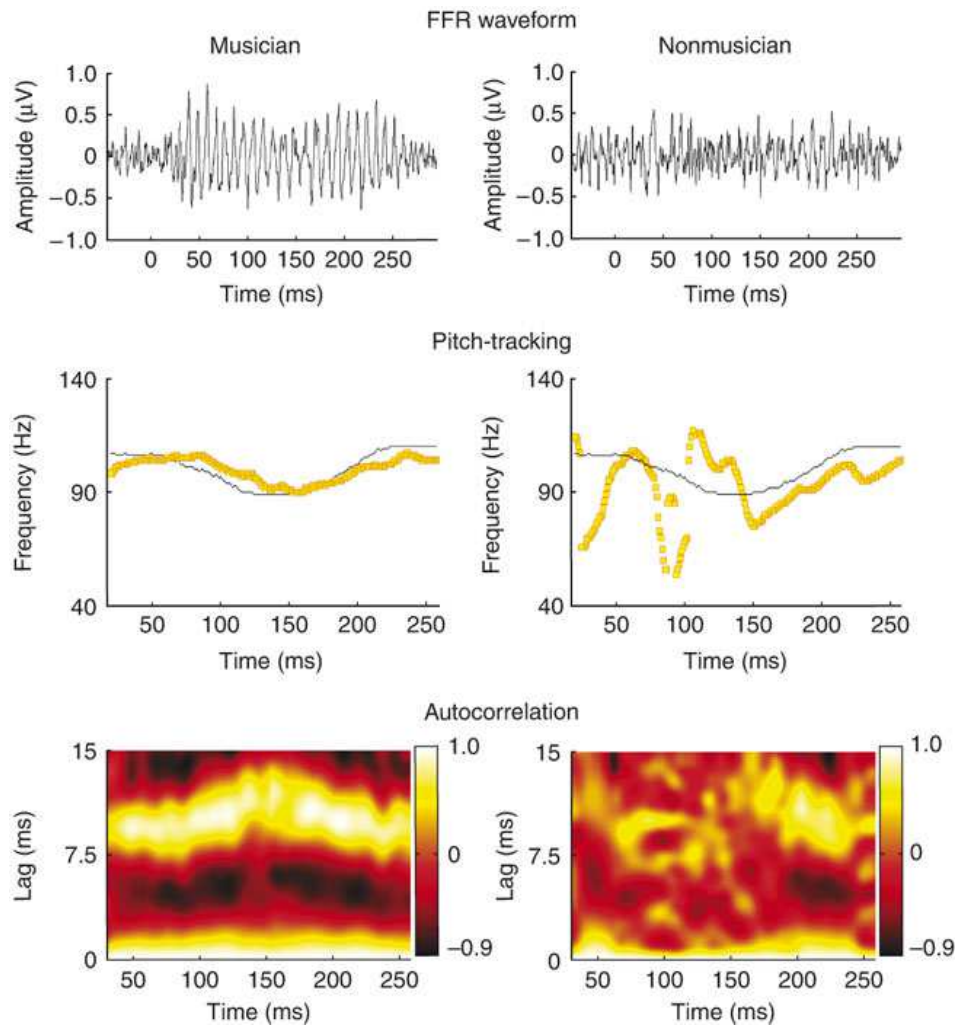 FFR waveform
Musician
Nonmusician
Amplitude (μV)
1.0
0.5
0
−0.5
−1.0
0 50 100 150 200 250
Time (ms)
Amplitude (μV)
1.0
0.5
0
−0.5
−1.0
0 50 100 150 200 250
Time (ms)
Pitch-tracking
Frequency (Hz)
140
90
40
50 100 150 200 250
Time (ms)
Frequency (Hz)
140
90
40
50 100 150 200 250
Time (ms)
Autocorrelation
Lag (ms)
15
7.5
0
50 100 150 200 250
Time (ms)
1.0
0
−0.9
Lag (ms)
15
7.5
0
50 100 150 200 250
Time (ms)
1.0
0
−0.9